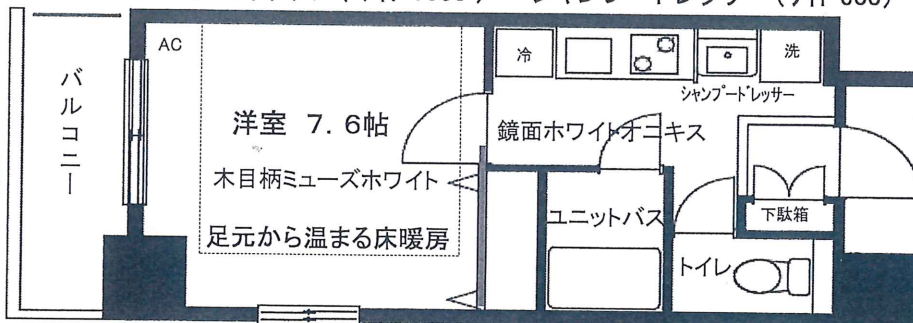 バルコニー
AC
洋室 7.6帖
木目柄ミューズホワイト
足元から温まる床暖房
冷
洗
シャンプードレッサー
鏡面ホワイトオニキス
ユニットバス
下駄箱
トイレ